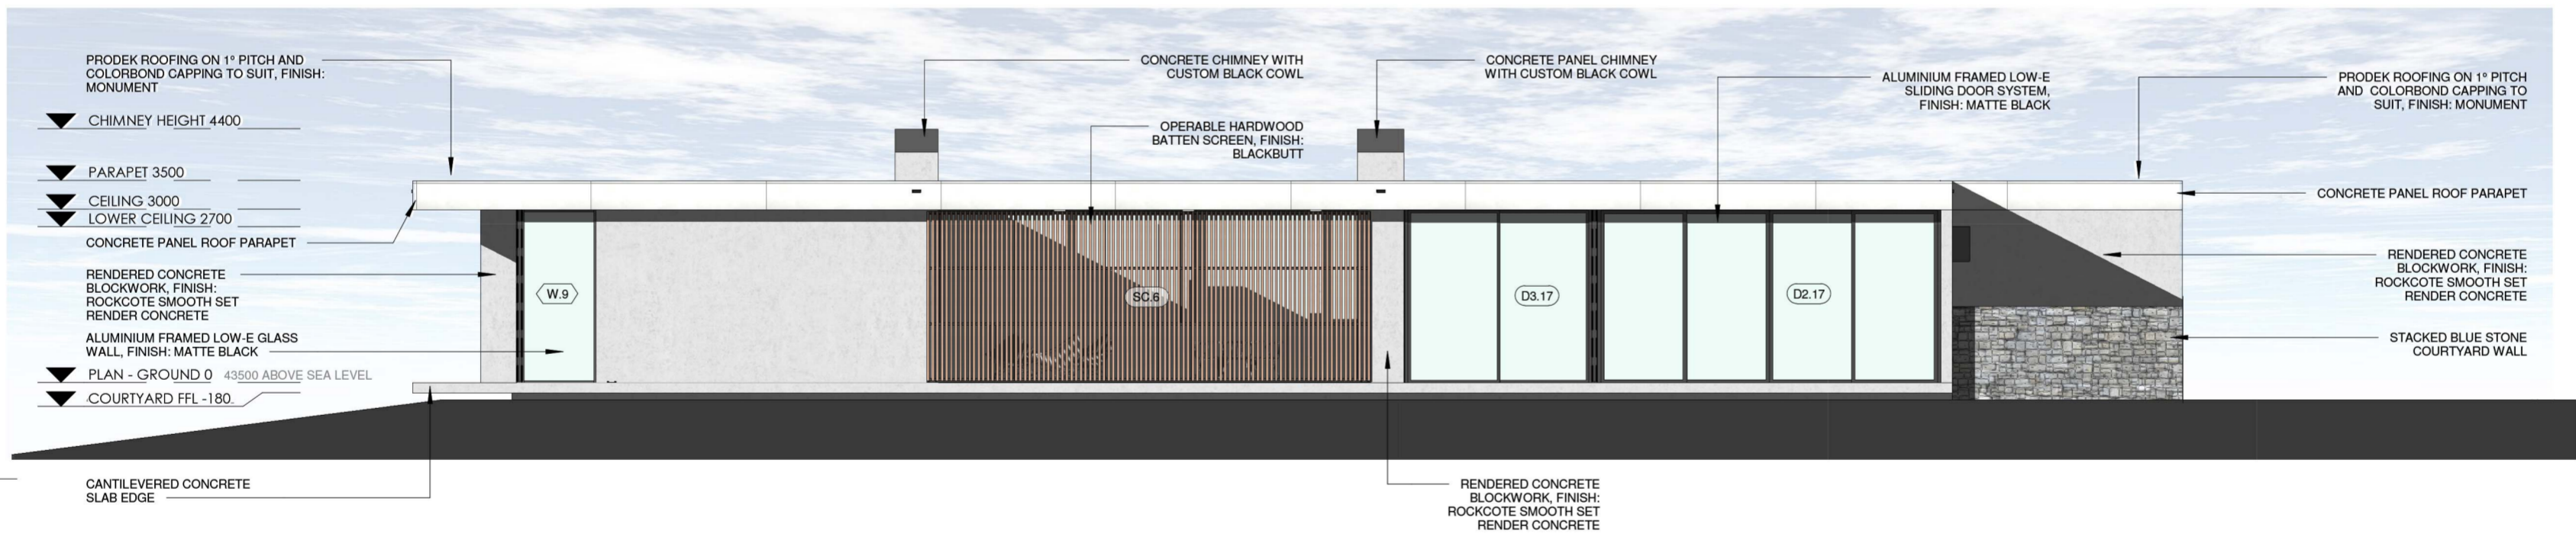 PRODEK ROOFING ON 1º PITCH AND
COLORBOND CAPPING TO SUIT, FINISH:
MONUMENT
CHIMNEY HEIGHT 4400
PARAPET 3500
CEILING 3000
LOWER CEILING 2700
CONCRETE PANEL ROOF PARAPET
RENDERED CONCRETE
BLOCKWORK, FINISH:
ROCKCOTE SMOOTH SET
RENDER CONCRETE
ALUMINIUM FRAMED LOW-E GLASS
WALL, FINISH: MATTE BLACK
PLAN - GROUND 0 43500 ABOVE SEA LEVEL
COURTYARD FFL -180
CANTILEVERED CONCRETE
SLAB EDGE
CONCRETE CHIMNEY WITH
CUSTOM BLACK COWL
OPERABLE HARDWOOD
BATTEN SCREEN, FINISH:
BLACKBUTT
CONCRETE PANEL CHIMNEY
WITH CUSTOM BLACK COWL
ALUMINIUM FRAMED LOW-E
SLIDING DOOR SYSTEM,
FINISH: MATTE BLACK
W.9
SC.6
D3.17
D2.17
RENDERED CONCRETE
BLOCKWORK, FINISH:
ROCKCOTE SMOOTH SET
RENDER CONCRETE
PRODEK ROOFING ON 1º PITCH
AND COLORBOND CAPPING TO
SUIT, FINISH: MONUMENT
CONCRETE PANEL ROOF PARAPET
RENDERED CONCRETE
BLOCKWORK, FINISH:
ROCKCOTE SMOOTH SET
RENDER CONCRETE
STACKED BLUE STONE
COURTYARD WALL